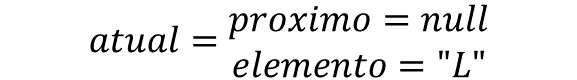 atual = proximo = null
elemento = "L"